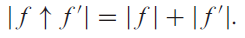 |f ↑ f′| = |f| + |f′|.